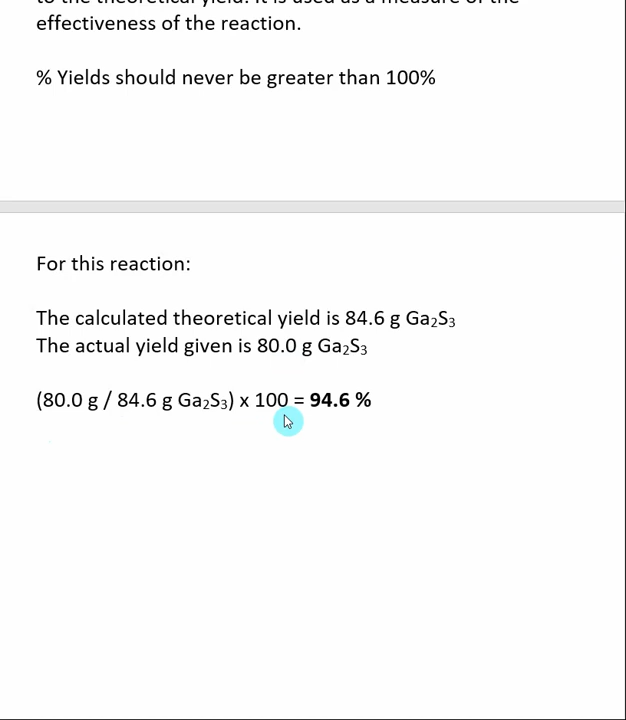 effectiveness of the reaction.
% Yields should never be greater than 100%
For this reaction:
The calculated theoretical yield is 84.6 g Ga₂S₃
The actual yield given is 80.0 g Ga₂S₃
(80.0 g / 84.6 g Ga₂S₃) x 100 = 94.6 %